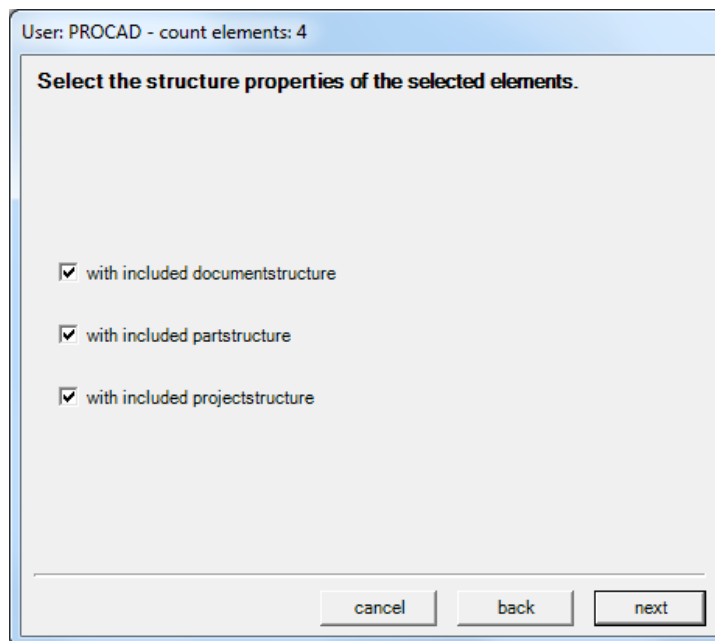 User: PROCAD - count elements: 4
Select the structure properties of the selected elements.
with included documentstructure
with included partstructure
with included projectstructure
cancel back next